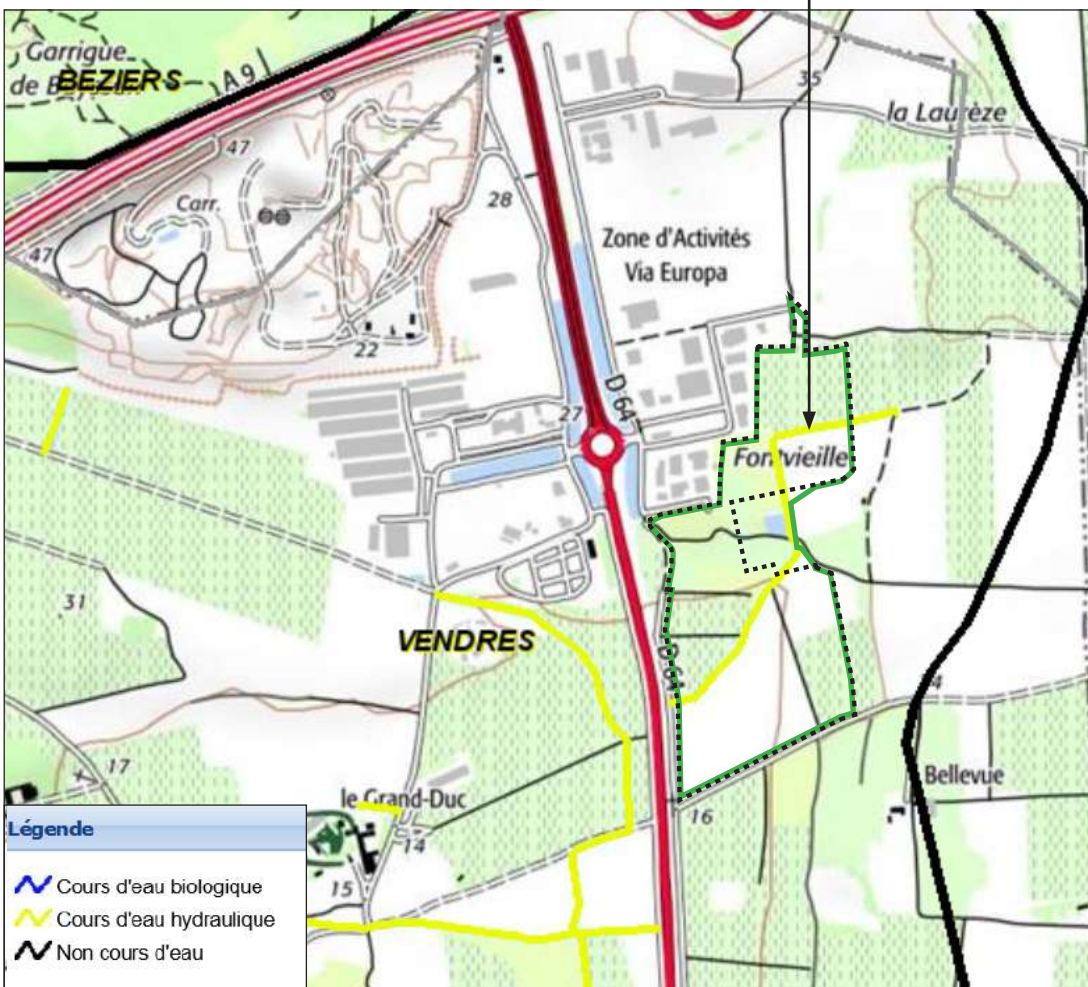 Garrigue
de B
BEZIERS
A 9
35
la Laurèze
47
Carr.
28
47
Zone d'Activités
Via Europa
22
D 64
27
Fontvieille
31
VENDRES
D 64
17
Bellevue
le Grand-Duc
16
14
15
Légende
Cours d'eau biologique
Cours d'eau hydraulique
Non cours d'eau